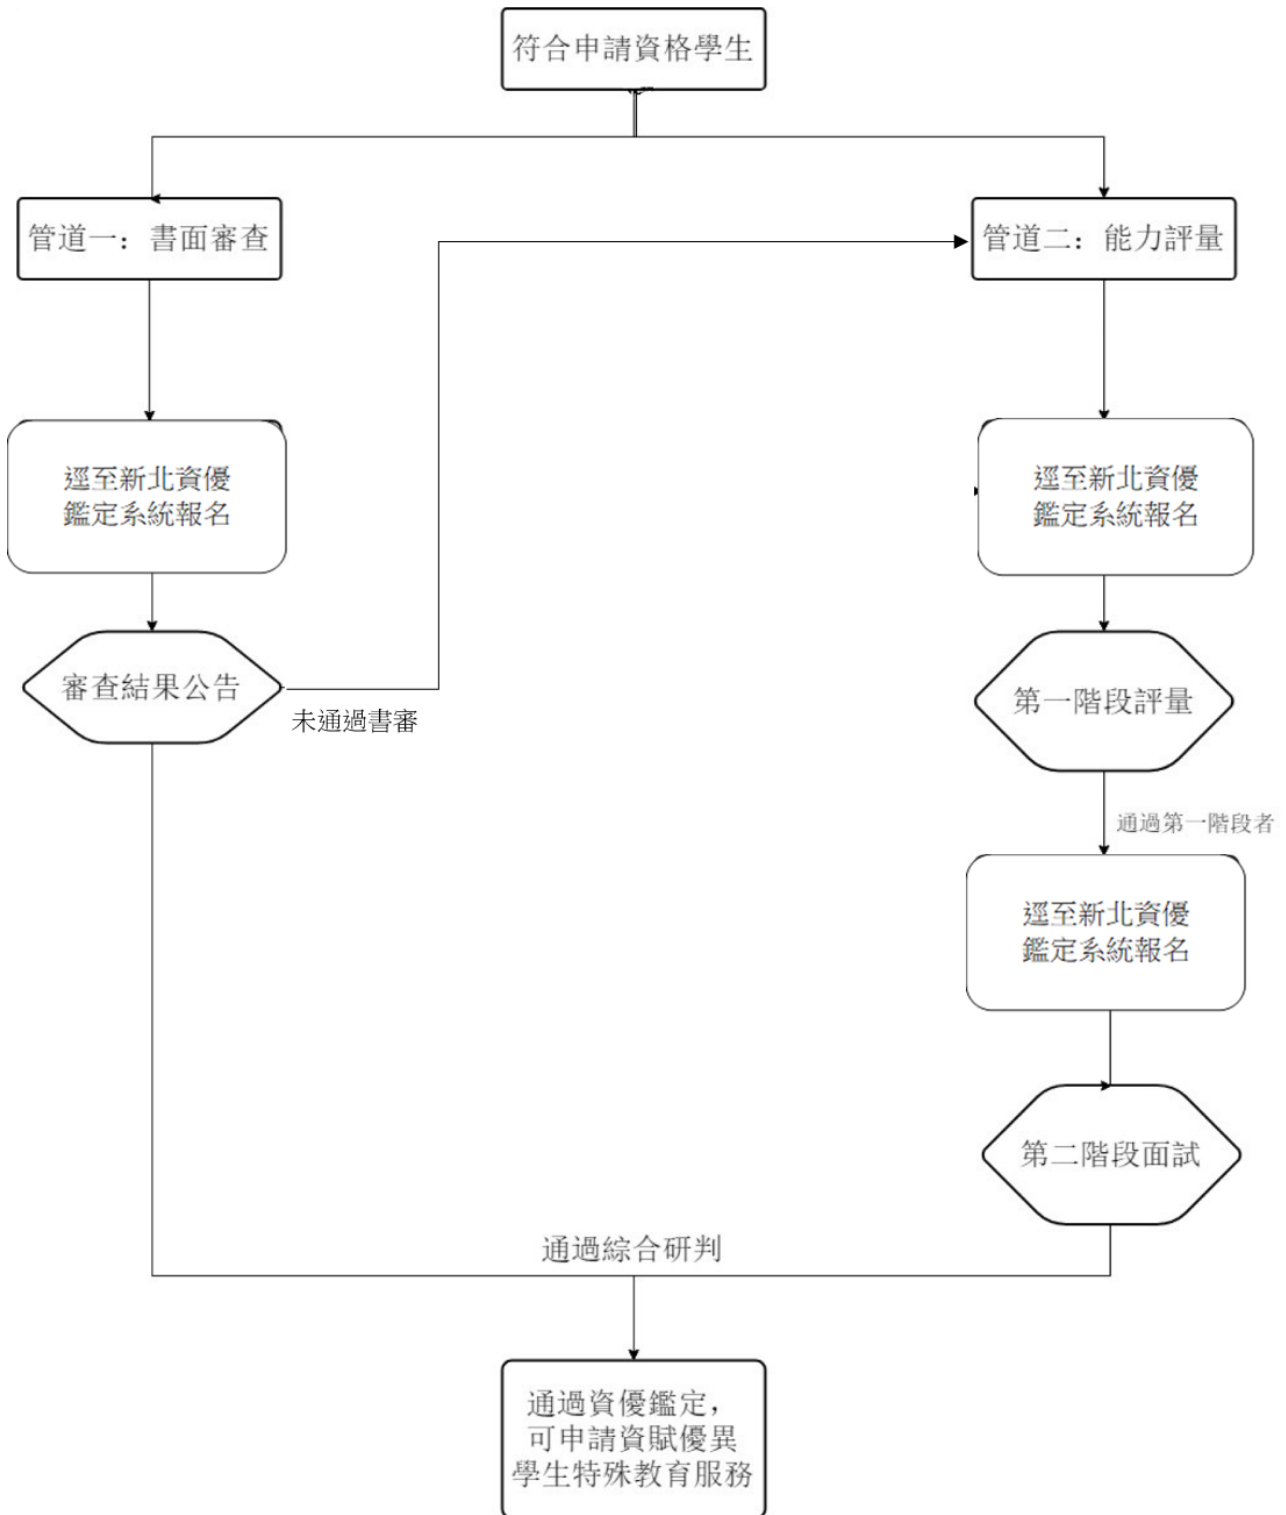 符合申請資格學生
管道一：書面審查
管道二：能力評量
逕至新北資優
鑑定系統報名
逕至新北資優
鑑定系統報名
審查結果公告
未通過書審
第一階段評量
通過第一階段者
逕至新北資優
鑑定系統報名
第二階段面試
通過綜合研判
通過資優鑑定，
可申請資賦優異
學生特殊教育服務